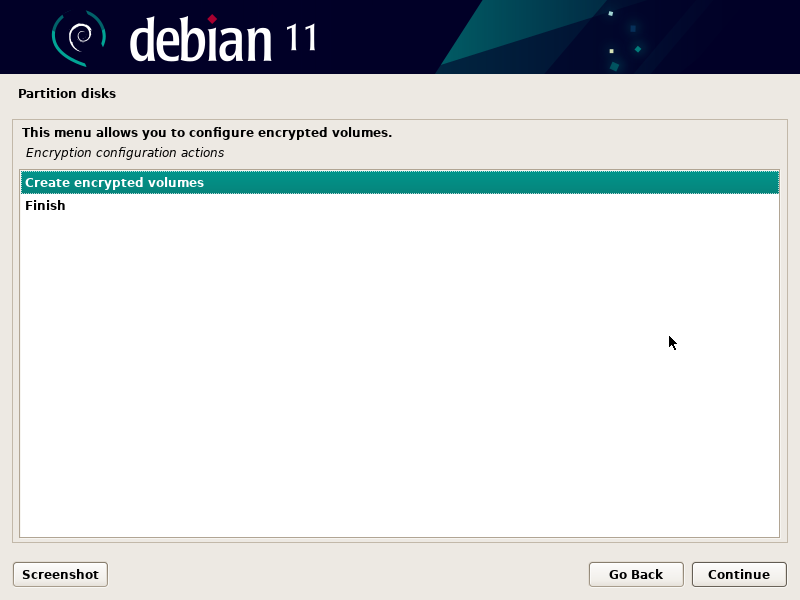 debian 11
Partition disks
This menu allows you to configure encrypted volumes.
Encryption configuration actions
Create encrypted volumes
Finish
Screenshot
Go Back
Continue